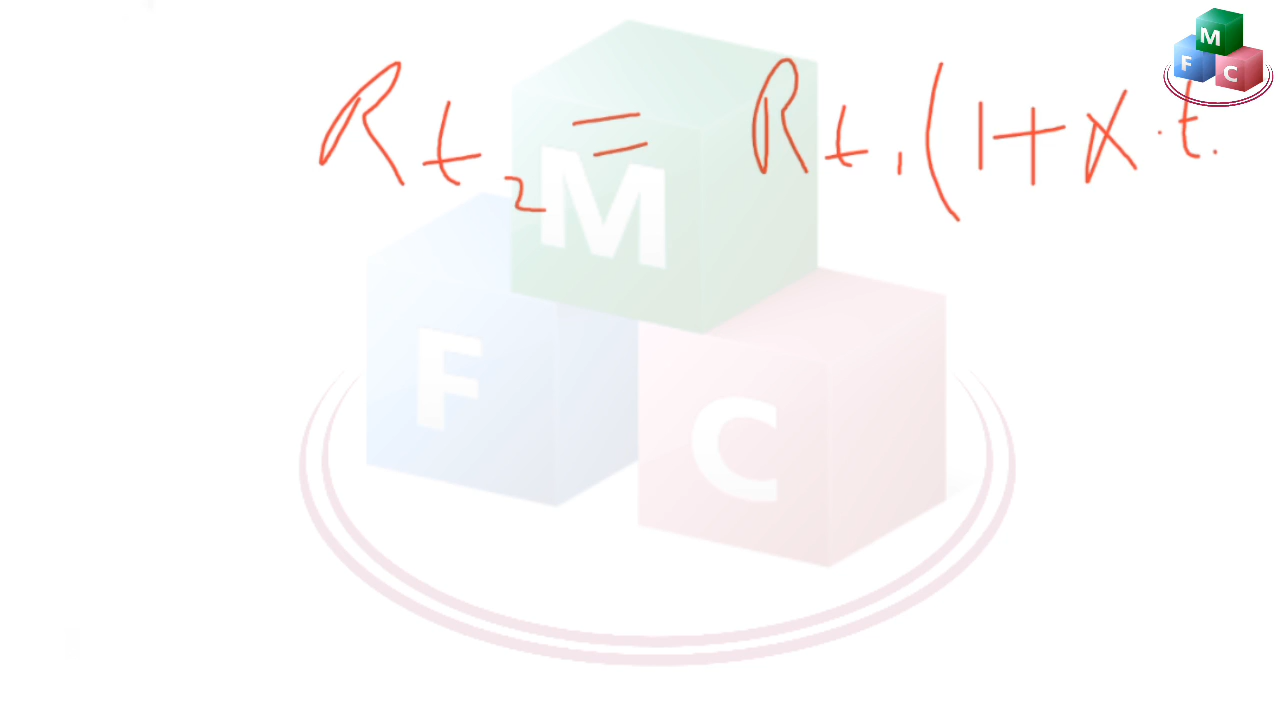 M
F C
Rt2 = Rt1(1+α·t.
M
F
C